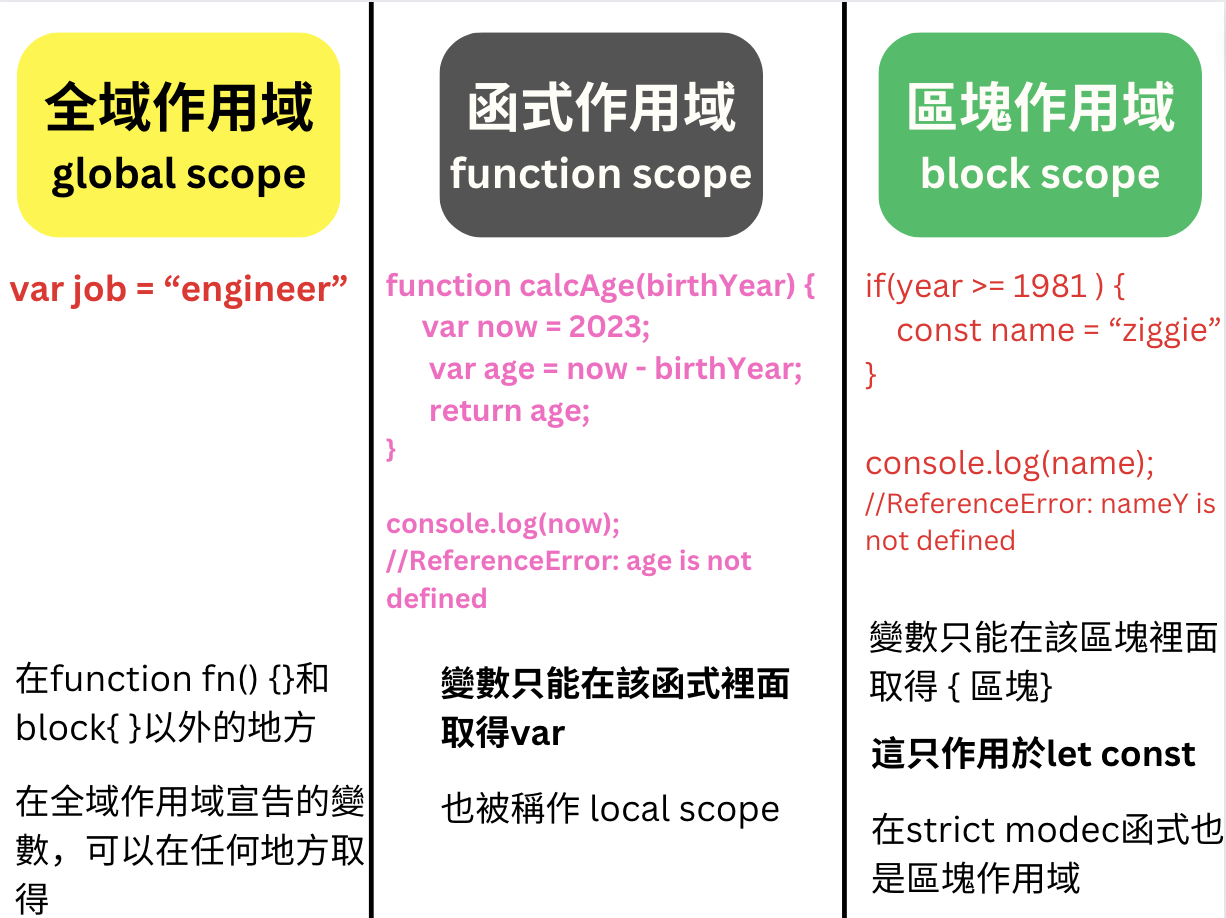 全域作用域
global scope
var job = “engineer”
在function fn() {}和
block{ }以外的地方
在全域作用域宣告的變
數，可以在任何地方取
得
函式作用域
function scope
function calcAge(birthYear) {
var now = 2023;
var age = now - birthYear;
return age;
}
console.log(now);
//ReferenceError: age is not
defined
變數只能在該函式裡面
取得var
也被稱作 local scope
區塊作用域
block scope
if(year >= 1981 ) {
const name = “ziggie”
}
console.log(name);
//ReferenceError: nameY is
not defined
變數只能在該區塊裡面
取得 { 區塊}
這只作用於let const
在strict modec函式也
是區塊作用域